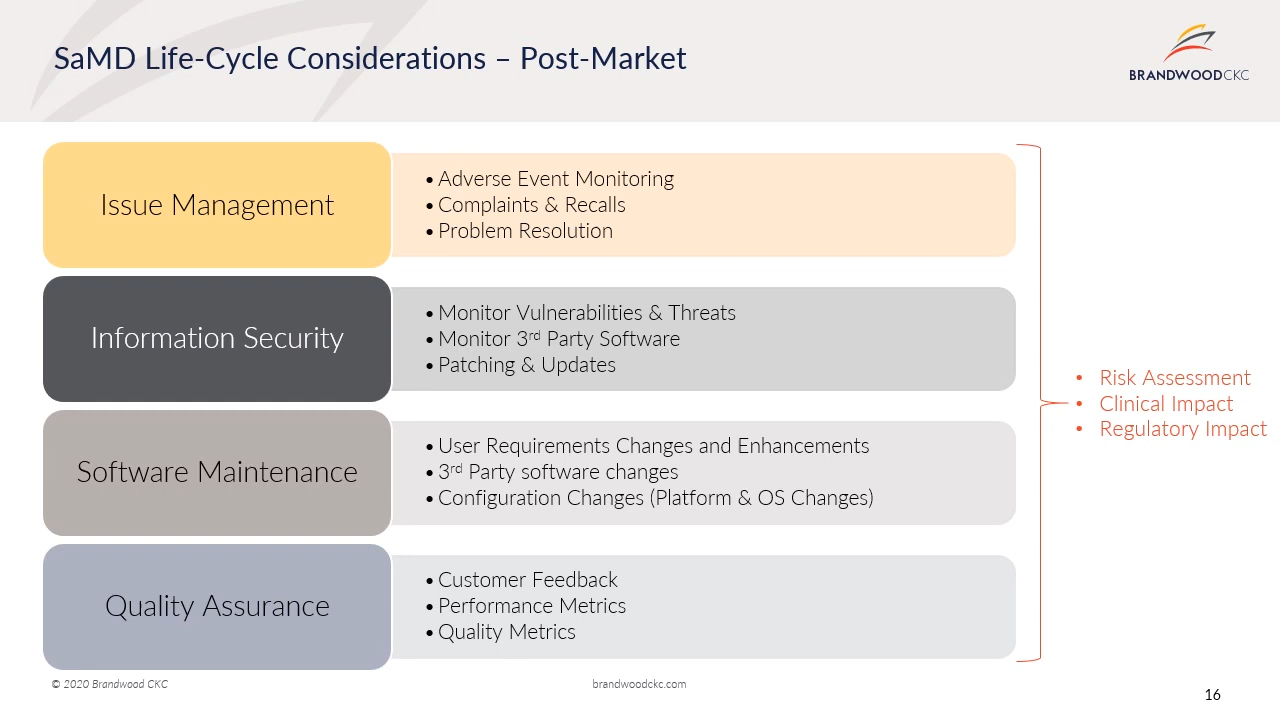 SaMD Life-Cycle Considerations – Post-Market
BRANDWOODCKC
Issue Management
• Adverse Event Monitoring
• Complaints & Recalls
• Problem Resolution
Information Security
• Monitor Vulnerabilities & Threats
• Monitor 3rd Party Software
• Patching & Updates
Software Maintenance
• User Requirements Changes and Enhancements
• 3rd Party software changes
• Configuration Changes (Platform & OS Changes)
Quality Assurance
• Customer Feedback
• Performance Metrics
• Quality Metrics
• Risk Assessment
• Clinical Impact
• Regulatory Impact
© 2020 Brandwood CKC
brandwoodckc.com
16